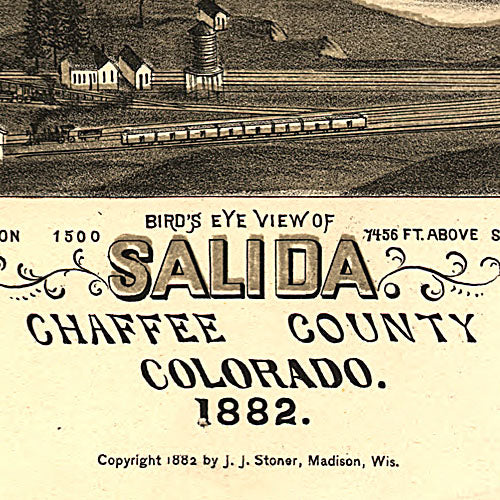 BIRD'S EYE VIEW OF
ON 1500 7456 FT. ABOVE S
SALIDA.
CHAFFEE COUNTY
COLORADO.
1882.
Copyright 1882 by J. J. Stoner, Madison, Wis.